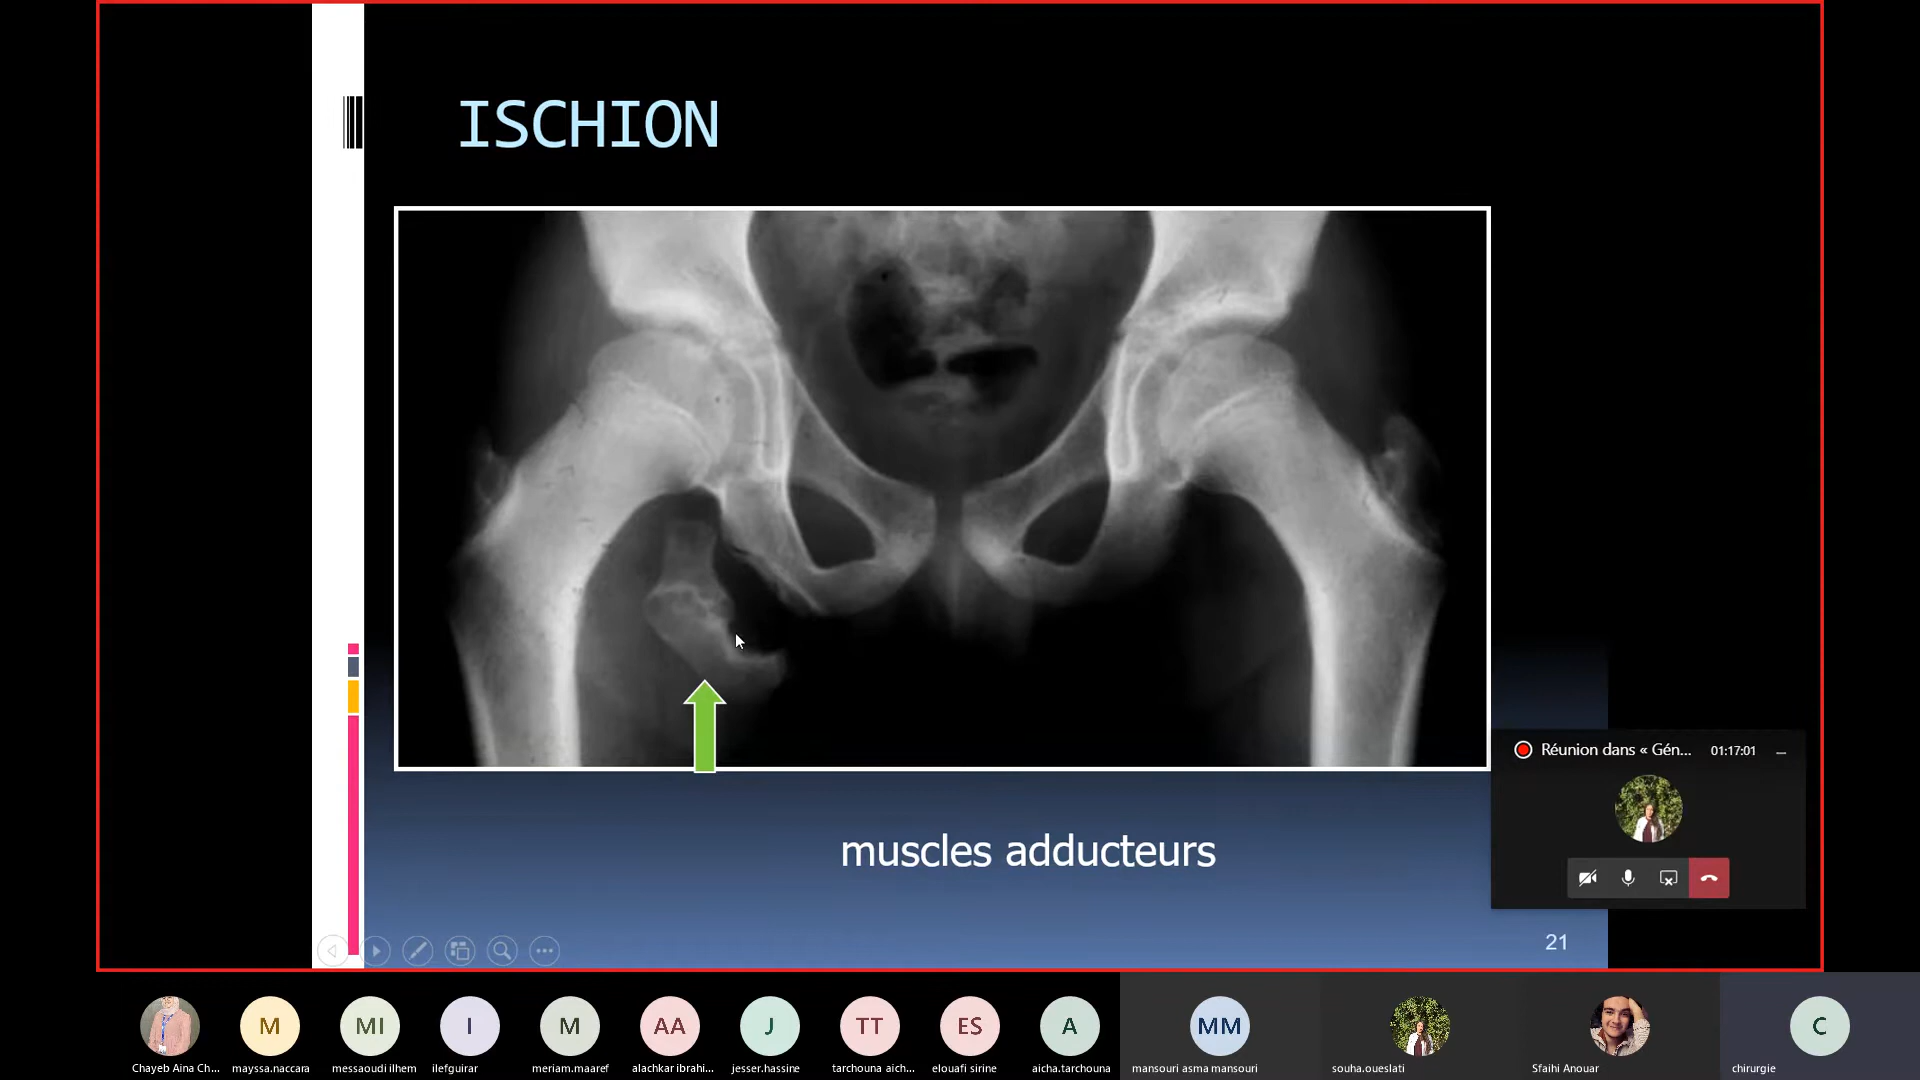 ISCHION
muscles adducteurs
Réunion dans « Gén...
01:17:01
21
M
MI
I
M
AA
J
TT
ES
A
MM
C
Chayeb Aina Ch...
mayssa.naccara
messaoudi ilhem
ilefguirar
meriam.maaref
alachkar ibrahi...
jesser.hassine
tarchouna aich...
elouafi sirine
aicha.tarchouna
mansouri asma mansouri
souha.oueslati
Sfaihi Anouar
chirurgie